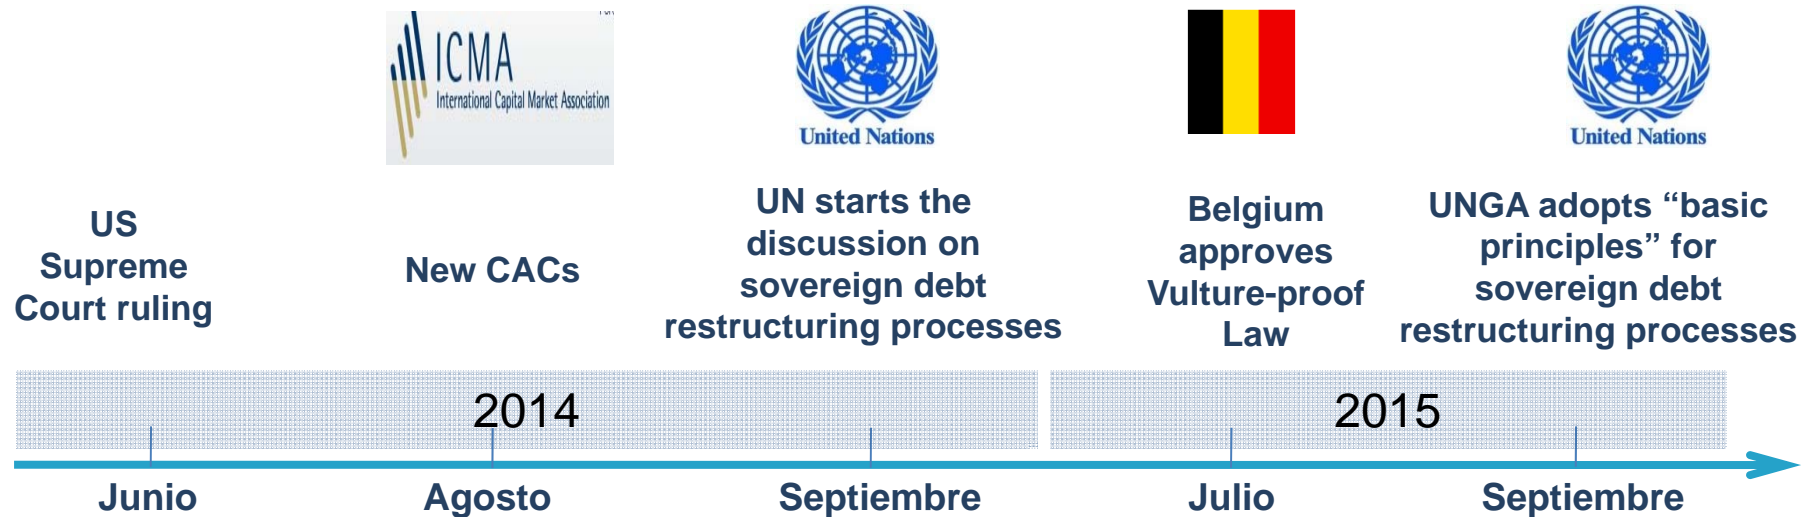 ICMA
International Capital Market Association
United Nations
United Nations
US
Supreme
Court ruling
New CACs
UN starts the
discussion on
sovereign debt
restructuring processes
Belgium
approves
Vulture-proof
Law
UNGA adopts “basic
principles” for
sovereign debt
restructuring processes
2014
2015
Junio
Agosto
Septiembre
Julio
Septiembre